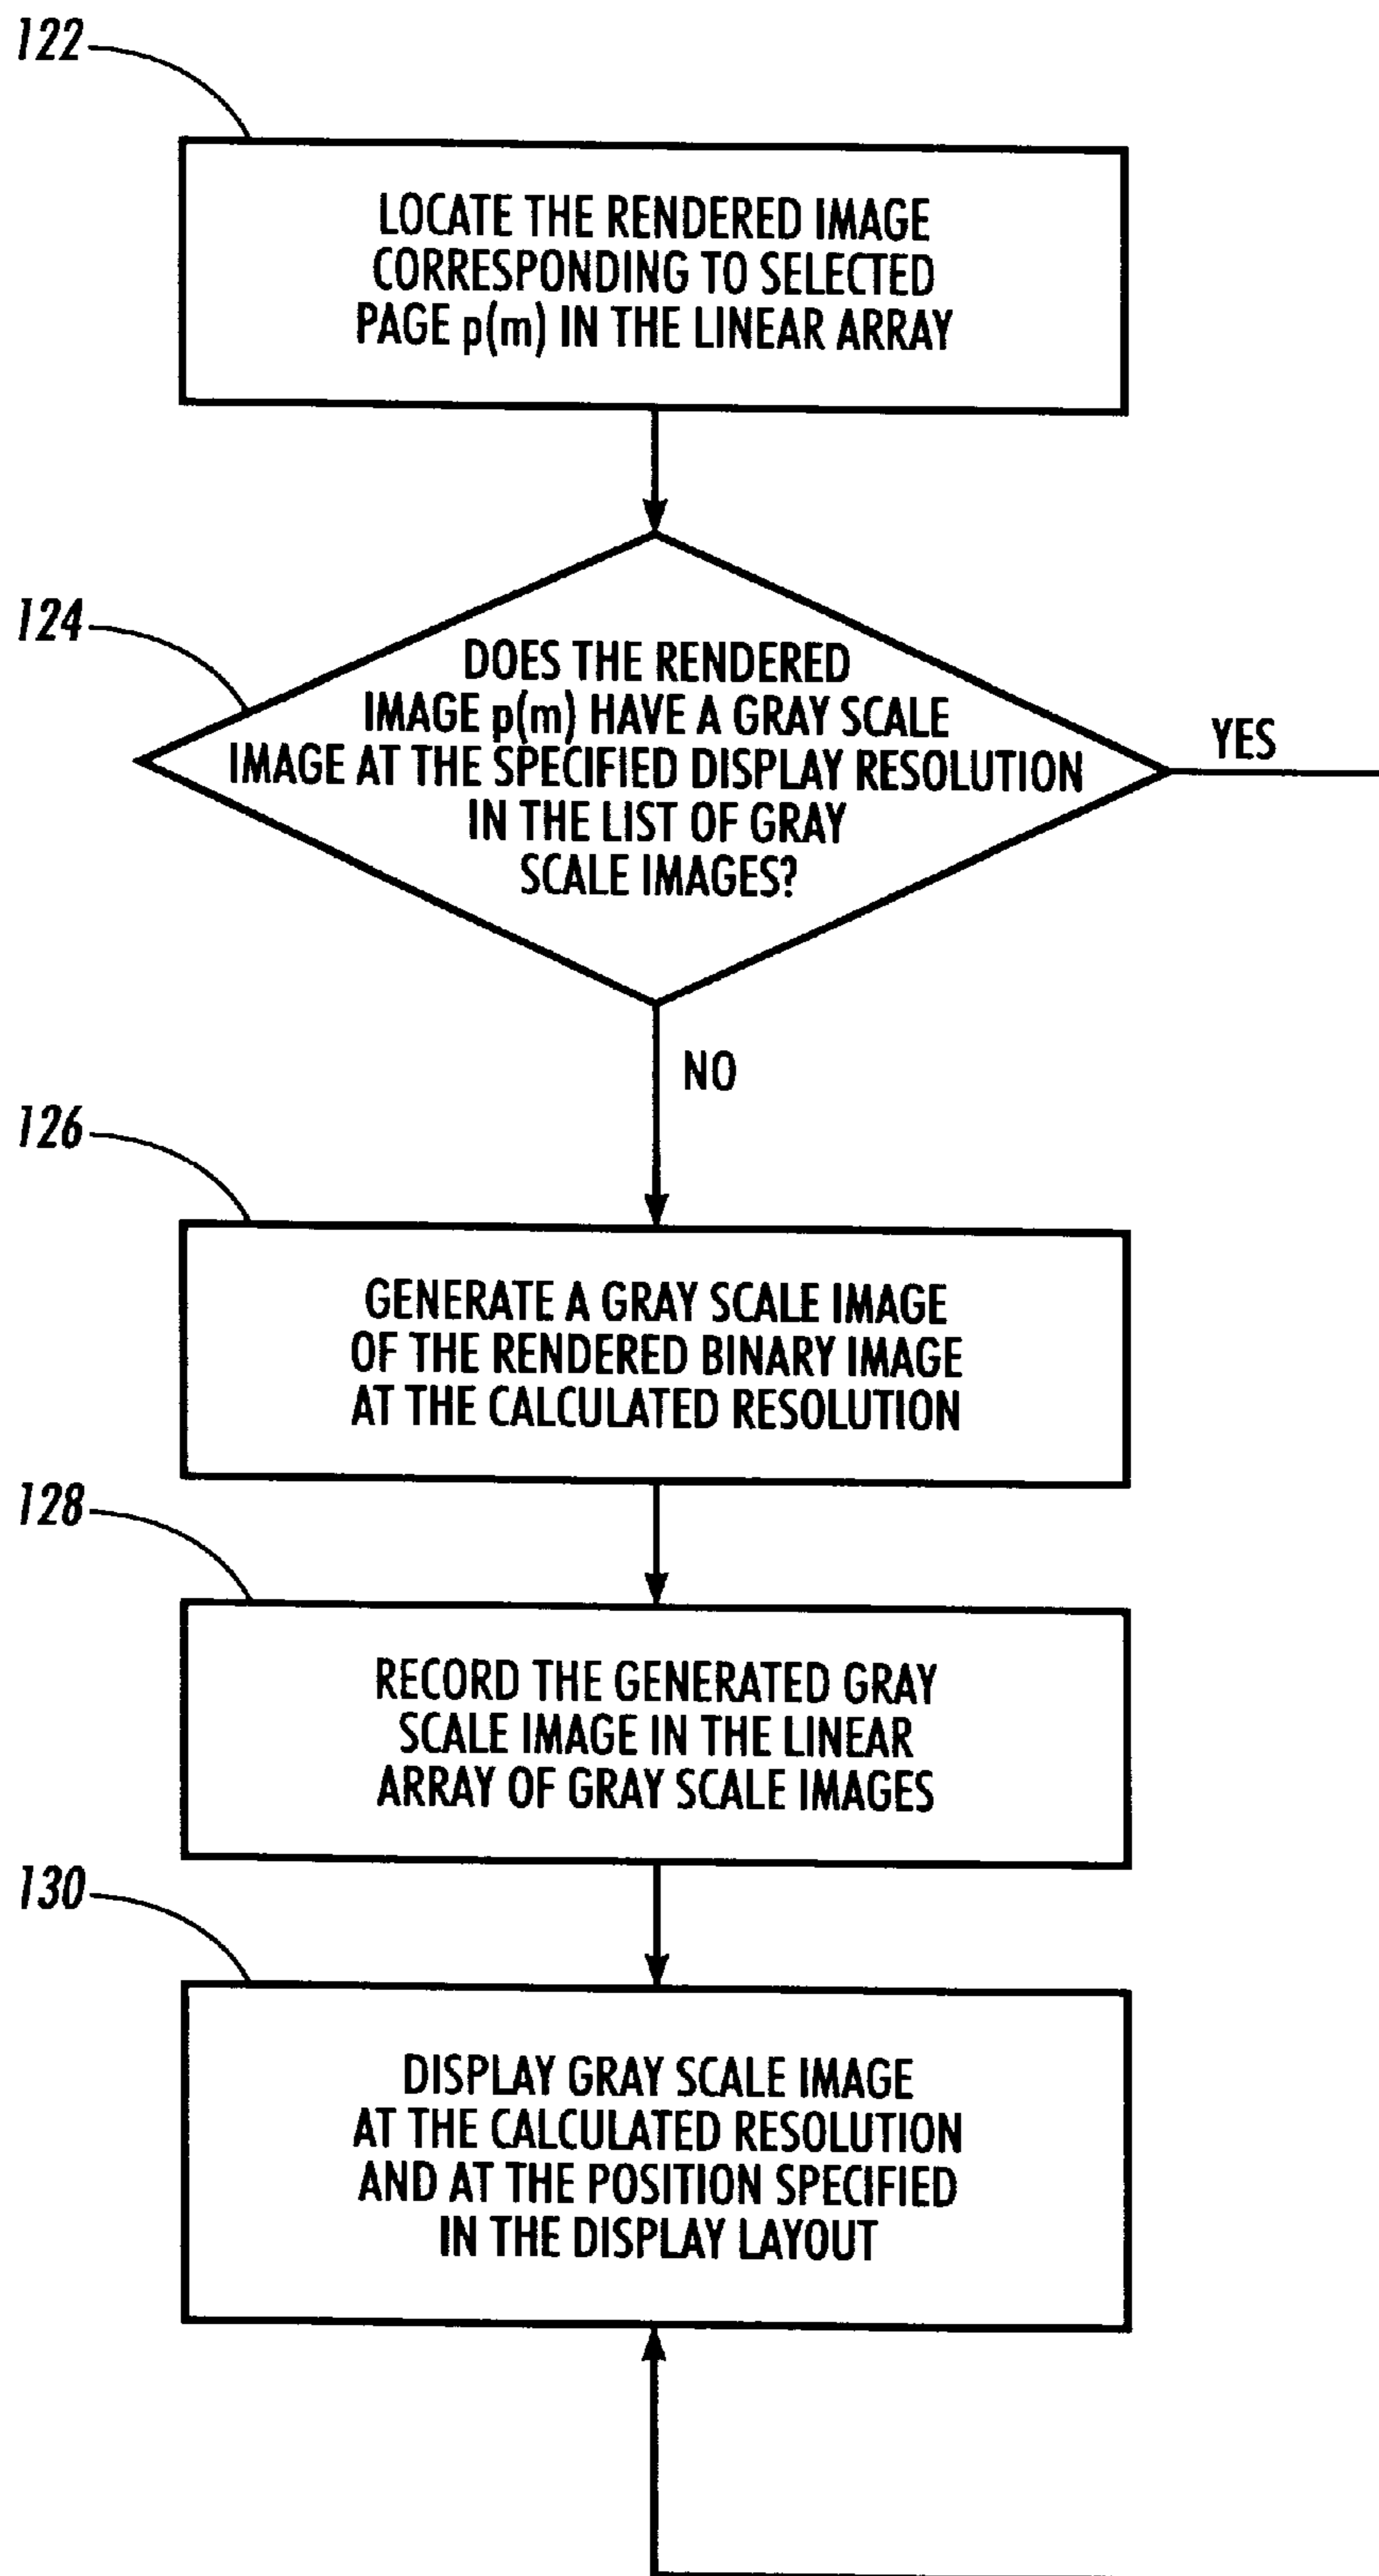 122
LOCATE THE RENDERED IMAGE
CORRESPONDING TO SELECTED
PAGE p(m) IN THE LINEAR ARRAY
124
DOES THE RENDERED
IMAGE p(m) HAVE A GRAY SCALE
IMAGE AT THE SPECIFIED DISPLAY RESOLUTION
IN THE LIST OF GRAY
SCALE IMAGES?
YES
NO
126
GENERATE A GRAY SCALE IMAGE
OF THE RENDERED BINARY IMAGE
AT THE CALCULATED RESOLUTION
128
RECORD THE GENERATED GRAY
SCALE IMAGE IN THE LINEAR
ARRAY OF GRAY SCALE IMAGES
130
DISPLAY GRAY SCALE IMAGE
AT THE CALCULATED RESOLUTION
AND AT THE POSITION SPECIFIED
IN THE DISPLAY LAYOUT